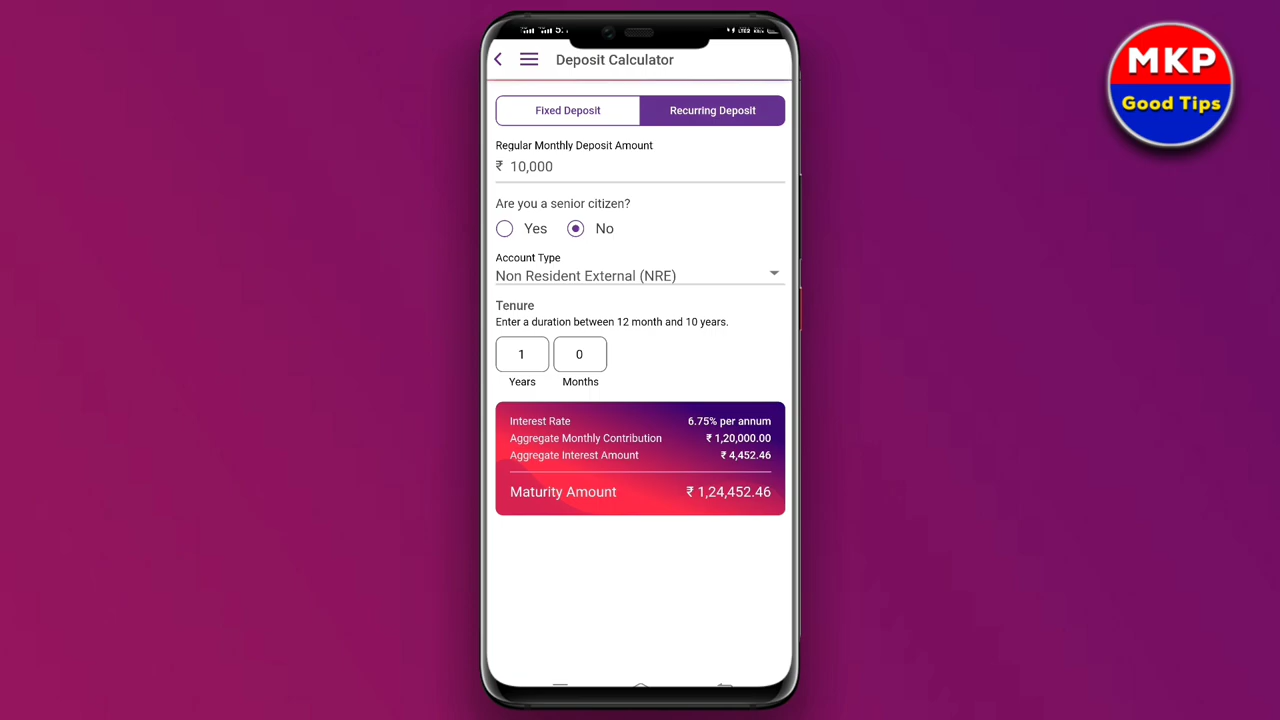 MKP
Good Tips
Deposit Calculator
Fixed Deposit
Recurring Deposit
Regular Monthly Deposit Amount
₹ 10,000
Are you a senior citizen?
Yes
No
Account Type
Non Resident External (NRE)
Tenure
Enter a duration between 12 month and 10 years.
1
0
Years
Months
Interest Rate 6.75% per annum
Aggregate Monthly Contribution ₹ 1,20,000.00
Aggregate Interest Amount ₹ 4,452.46
Maturity Amount ₹ 1,24,452.46